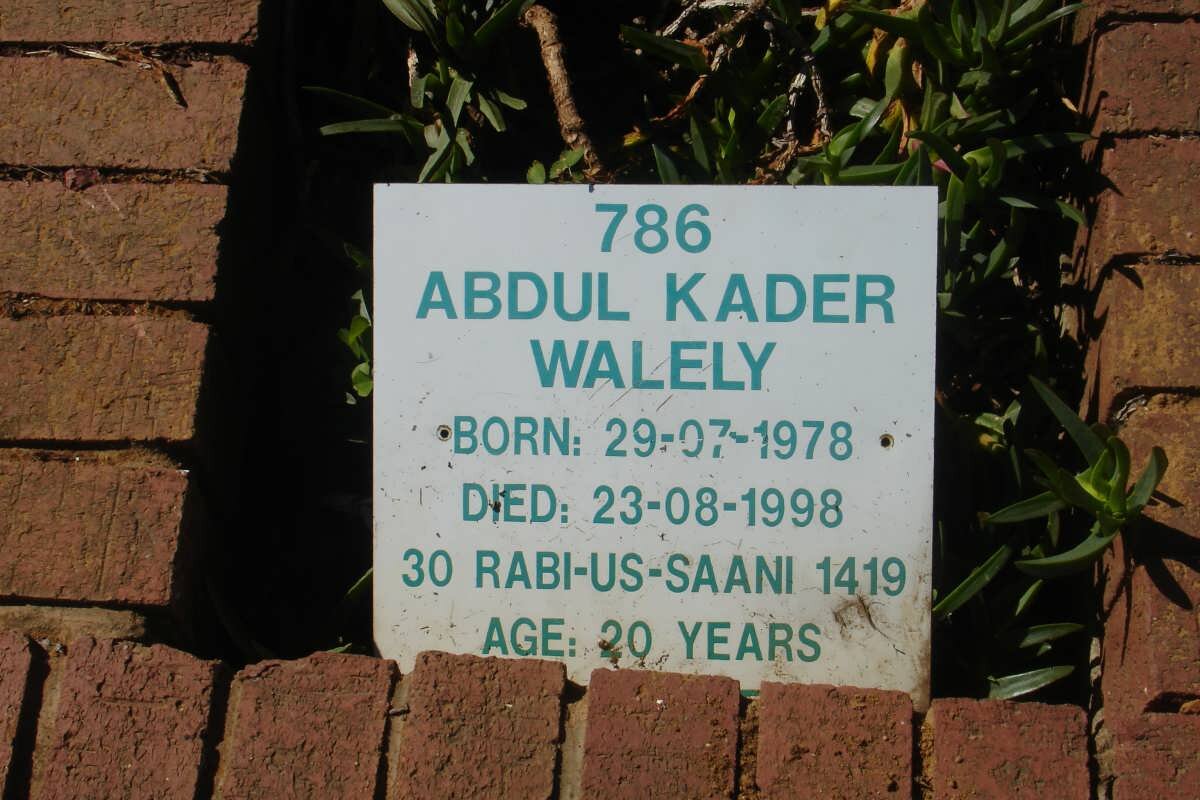 786
ABDUL KADER
WALELY
BORN: 29-07-1978
DIED: 23-08-1998
30 RABI-US-SAANI 1419
AGE: 20 YEARS